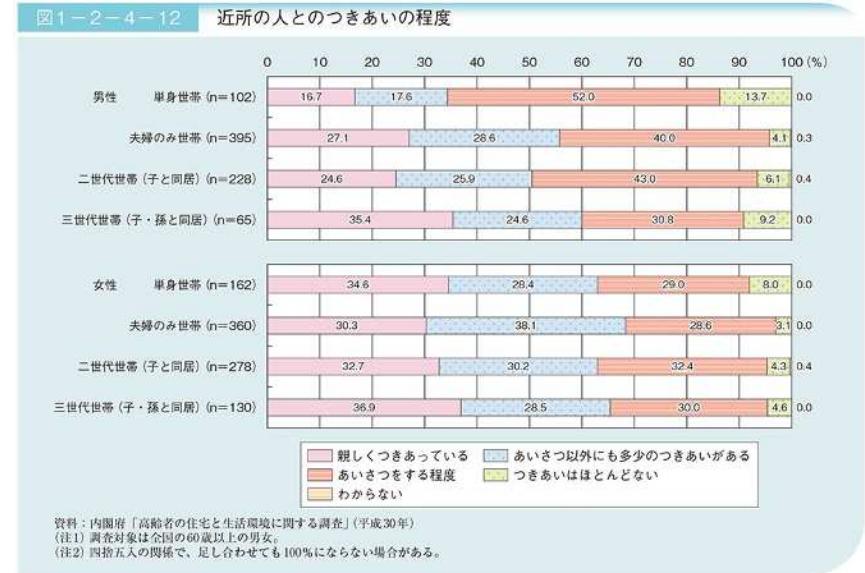 図1－2－4－12 近所の人とのつきあいの程度
0 10 20 30 40 50 60 70 80 90 100 (%)
男性 単身世帯 (n=102) 16.7 17.6 52.0 13.7 0.0
夫婦のみ世帯 (n=395) 27.1 28.6 40.0 4.1 0.3
二世代世帯 (子と同居) (n=228) 24.6 25.9 43.0 6.1 0.4
三世代世帯 (子・孫と同居) (n=65) 35.4 24.6 30.8 9.2 0.0
女性 単身世帯 (n=162) 34.6 28.4 29.0 8.0 0.0
夫婦のみ世帯 (n=360) 30.3 38.1 28.6 3.1 0.0
二世代世帯 (子と同居) (n=278) 32.7 30.2 32.4 4.3 0.4
三世代世帯 (子・孫と同居) (n=130) 36.9 28.5 30.0 4.6 0.0
親しくつきあっている あいさつ以外にも多少のつきあいがある
あいさつをする程度 つきあいはほとんどない
わからない
資料：内閣府「高齢者の住宅と生活環境に関する調査」(平成30年)
(注1) 調査対象は全国の60歳以上の男女。
(注2) 四捨五入の関係で、足し合わせても100%にならない場合がある。